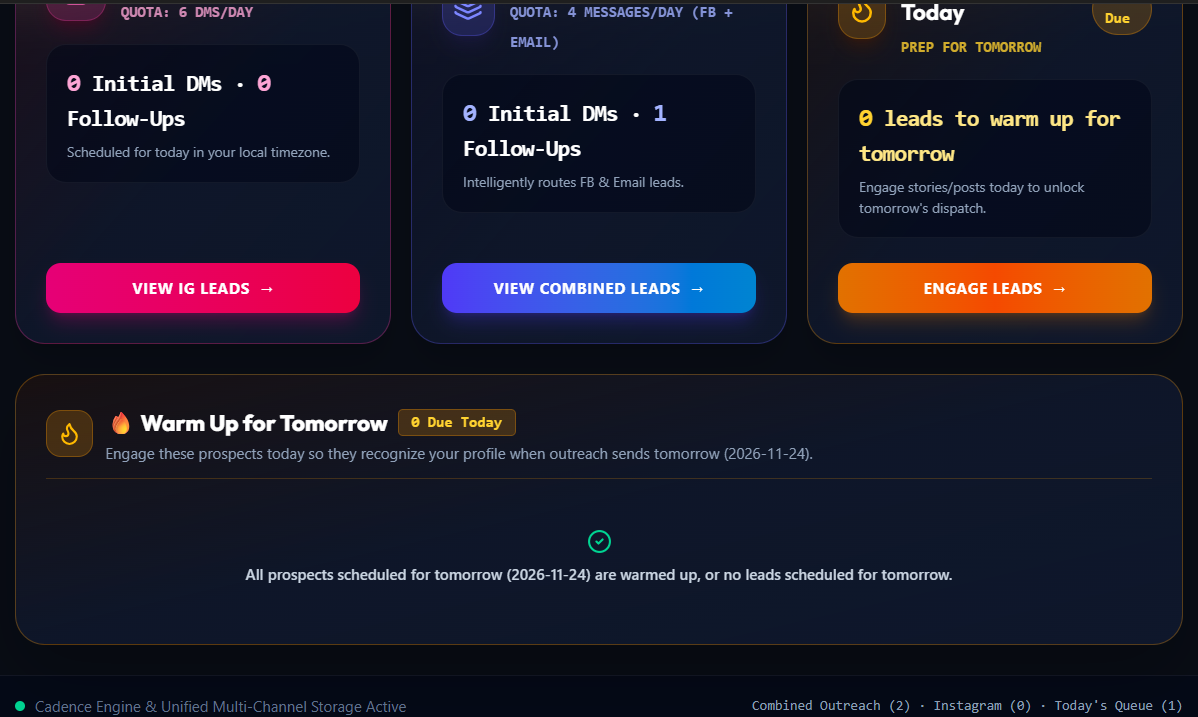 QUOTA: 6 DMS/DAY
0 Initial DMs · 0
Follow-Ups
Scheduled for today in your local timezone.
VIEW IG LEADS →
QUOTA: 4 MESSAGES/DAY (FB +
EMAIL)
0 Initial DMs · 1
Follow-Ups
Intelligently routes FB & Email leads.
VIEW COMBINED LEADS →
Today
Due
PREP FOR TOMORROW
0 leads to warm up for
tomorrow
Engage stories/posts today to unlock
tomorrow's dispatch.
ENGAGE LEADS →
🔥 Warm Up for Tomorrow
0 Due Today
Engage these prospects today so they recognize your profile when outreach sends tomorrow (2026-11-24).
All prospects scheduled for tomorrow (2026-11-24) are warmed up, or no leads scheduled for tomorrow.
Cadence Engine & Unified Multi-Channel Storage Active
Combined Outreach (2) · Instagram (0) · Today's Queue (1)